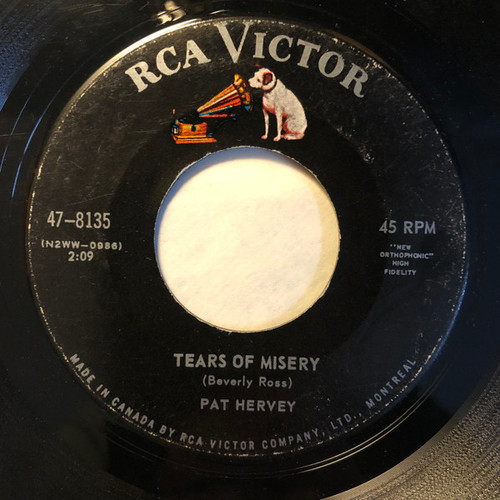 RCA VICTOR
47-8135
(N2WW-0986)
2:09
45 RPM
"NEW
ORTHOPHONIC"
HIGH
FIDELITY
TEARS OF MISERY
(Beverly Ross)
PAT HERVEY
MADE IN CANADA BY RCA VICTOR COMPANY, LTD., MONTREAL